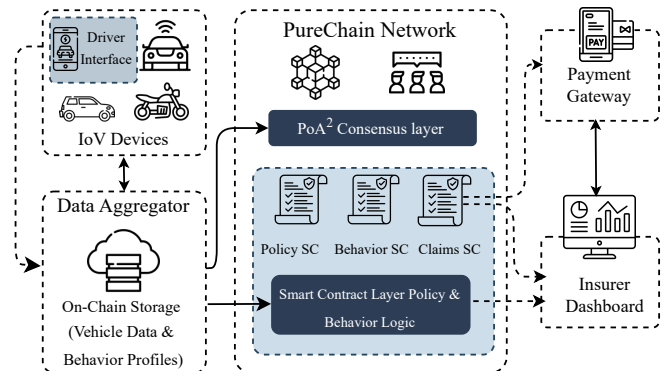 Driver
Interface
IoV Devices
Data Aggregator
On-Chain Storage
(Vehicle Data &
Behavior Profiles)
PureChain Network
PoA² Consensus layer
Policy SC
Behavior SC
Claims SC
Smart Contract Layer Policy &
Behavior Logic
PAY
Payment
Gateway
Insurer
Dashboard